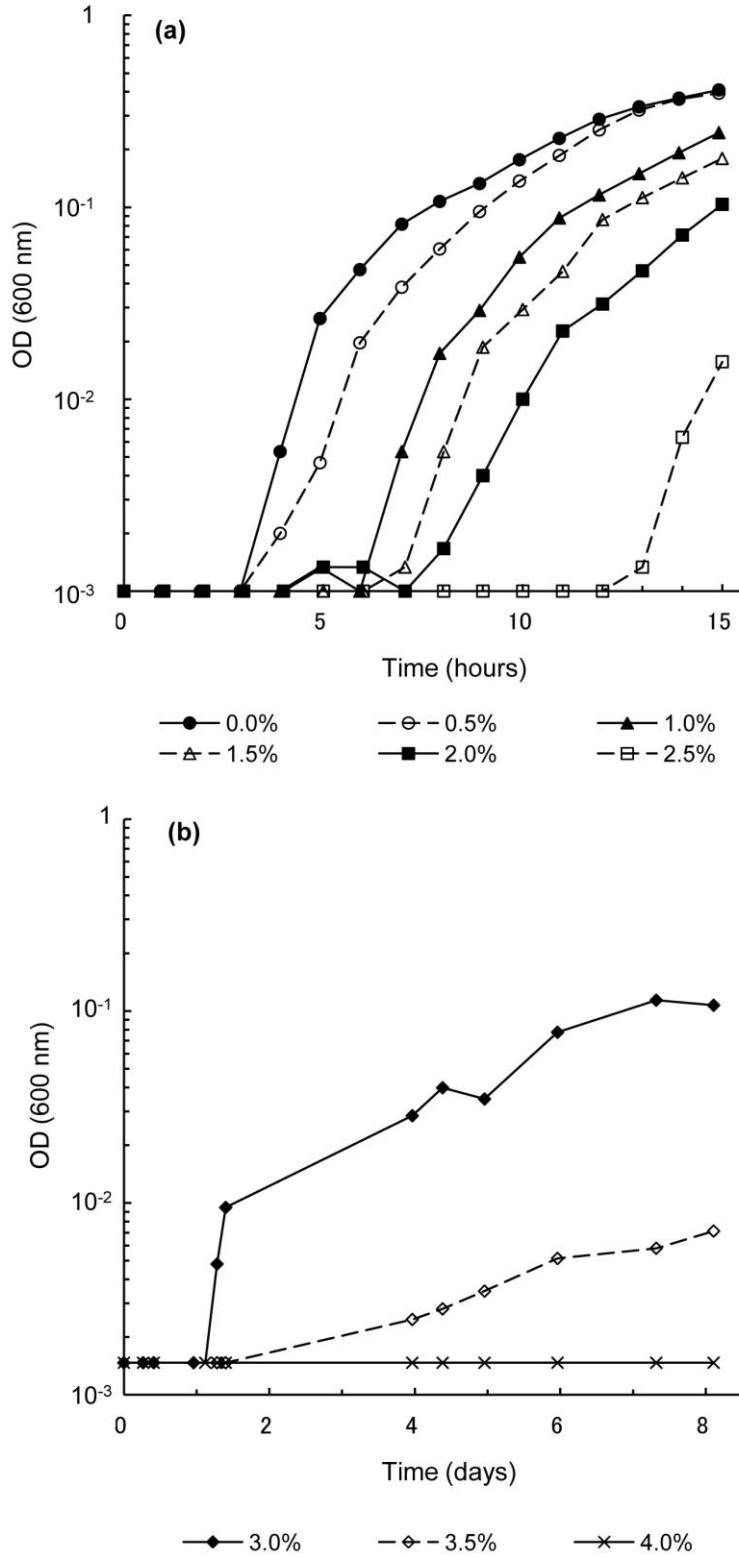 (a)
1
10-1
10-2
10-3
OD (600 nm)
0 5 10 15
Time (hours)
0.0% 0.5% 1.0%
1.5% 2.0% 2.5%
(b)
1
10-1
10-2
10-3
OD (600 nm)
0 2 4 6 8
Time (days)
3.0% 3.5% 4.0%